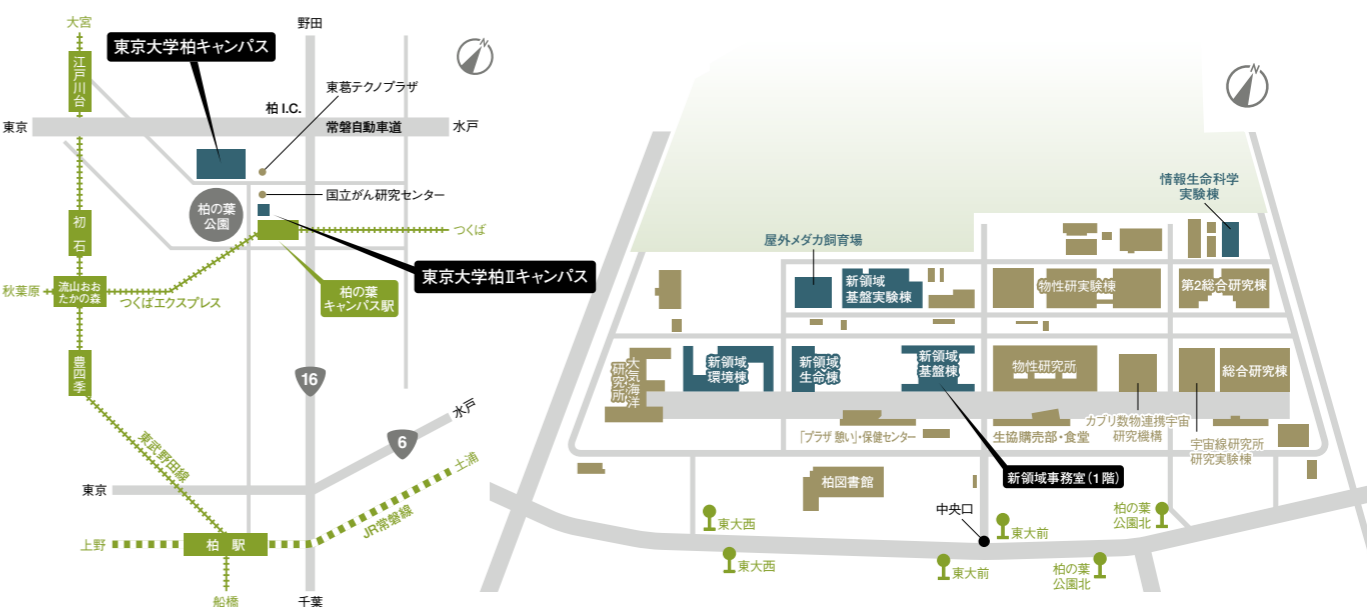 大宮
野田
東京大学柏キャンパス
N
江戸川台
東葛テクノプラザ
柏 I.C.
東京
常磐自動車道
水戸
国立がん研究センター
柏の葉
公園
初石
つくば
東京大学柏Ⅱキャンパス
秋葉原
流山おお
たかの森
つくばエクスプレス
柏の葉
キャンパス駅
豊四季
16
水戸
6
東武野田線
東京
土浦
JR常磐線
上野
柏 駅
船橋
千葉
N
情報生命科学
実験棟
屋外メダカ飼育場
新領域
基盤実験棟
物性研実験棟
第2総合研究棟
大気海洋
研究所
新領域
環境棟
新領域
生命棟
新領域
基盤棟
物性研究所
総合研究棟
カブリ数物連携宇宙
研究機構
「プラザ 憩い」・保健センター
生協購売部・食堂
宇宙線研究所
研究実験棟
新領域事務室（1階）
柏図書館
中央口
東大西
東大前
柏の葉
公園北
東大西
東大前
柏の葉
公園北